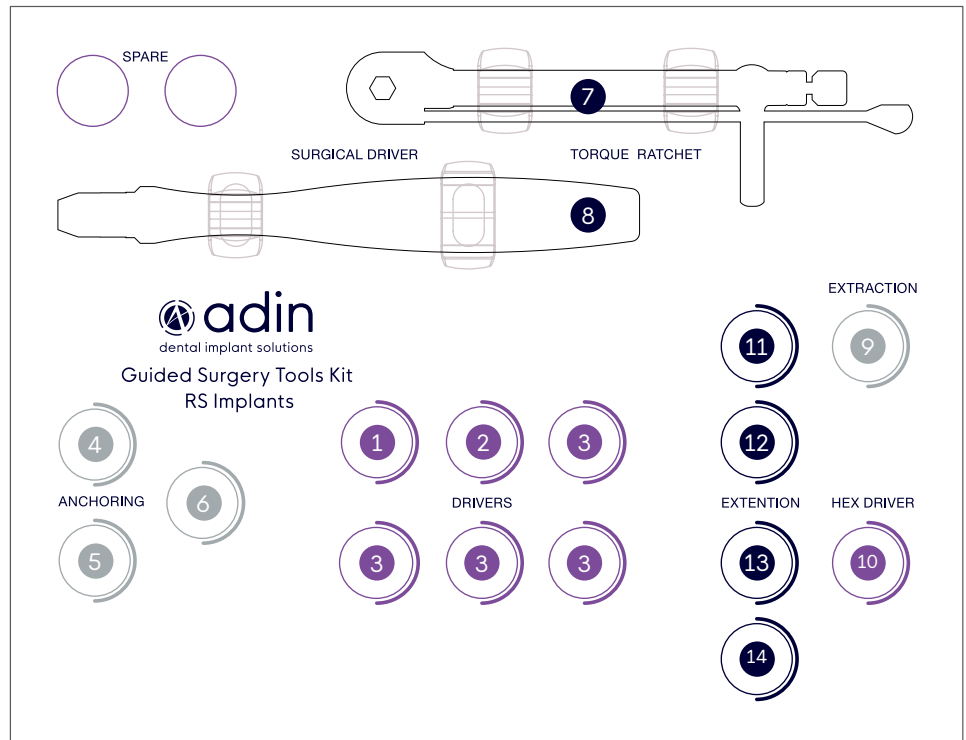 SPARE
7
SURGICAL DRIVER
TORQUE RATCHET
8
adin
dental implant solutions
Guided Surgery Tools Kit
RS Implants
EXTRACTION
11
9
4
1
2
3
12
6
ANCHORING
DRIVERS
EXTENTION
HEX DRIVER
5
3
3
3
13
10
14